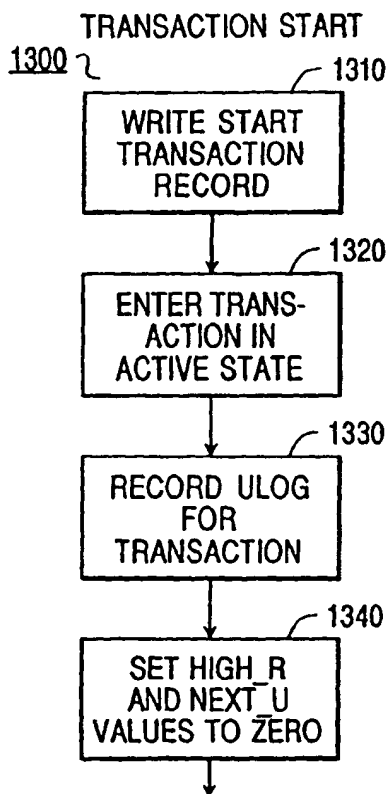 TRANSACTION START
1300
1310
WRITE START
TRANSACTION
RECORD
1320
ENTER TRANS-
ACTION IN
ACTIVE STATE
1330
RECORD ULOG
FOR
TRANSACTION
1340
SET HIGH_R
AND NEXT_U
VALUES TO ZERO